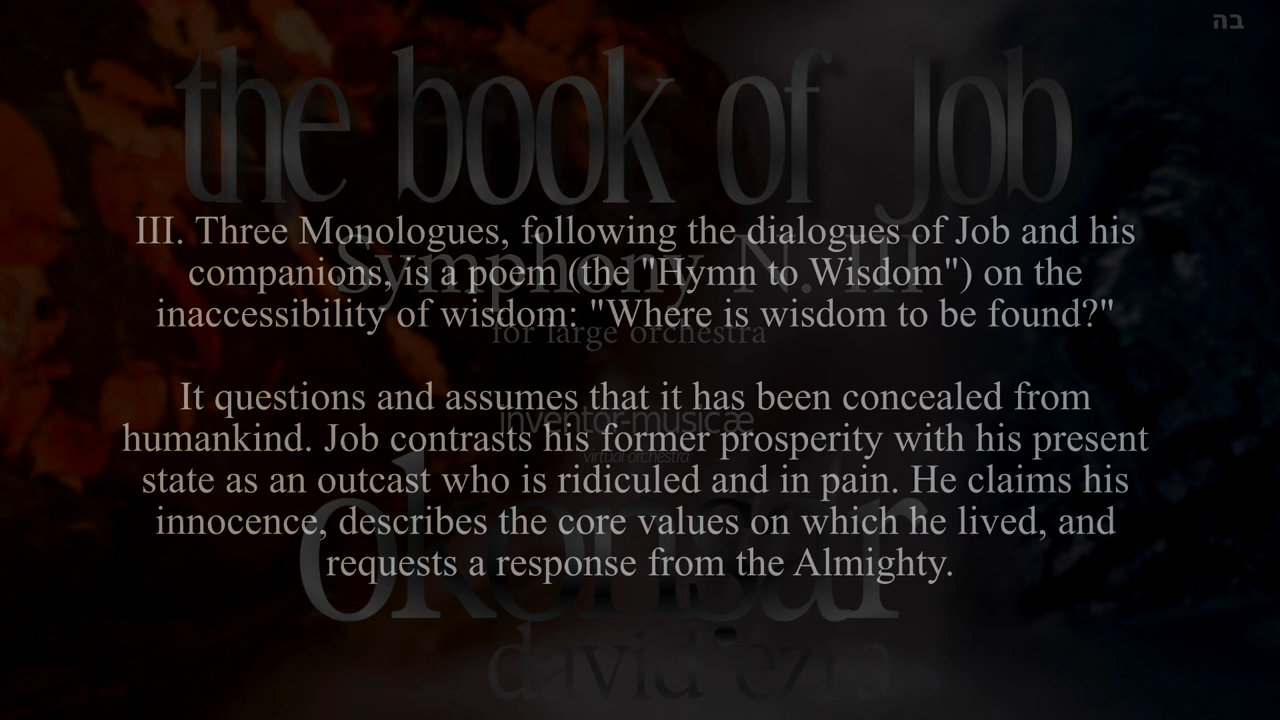 בה
the book of Job
III. Three Monologues, following the dialogues of Job and his
companions, is a poem (the "Hymn to Wisdom") on the
inaccessibility of wisdom: "Where is wisdom to be found?"
Symphony N. III
for large orchestra
It questions and assumes that it has been concealed from
humankind. Job contrasts his former prosperity with his present
state as an outcast who is ridiculed and in pain. He claims his
innocence, describes the core values on which he lived, and
requests a response from the Almighty.
inventor-musicæ
virtual orchestra
okonşar
david ezra